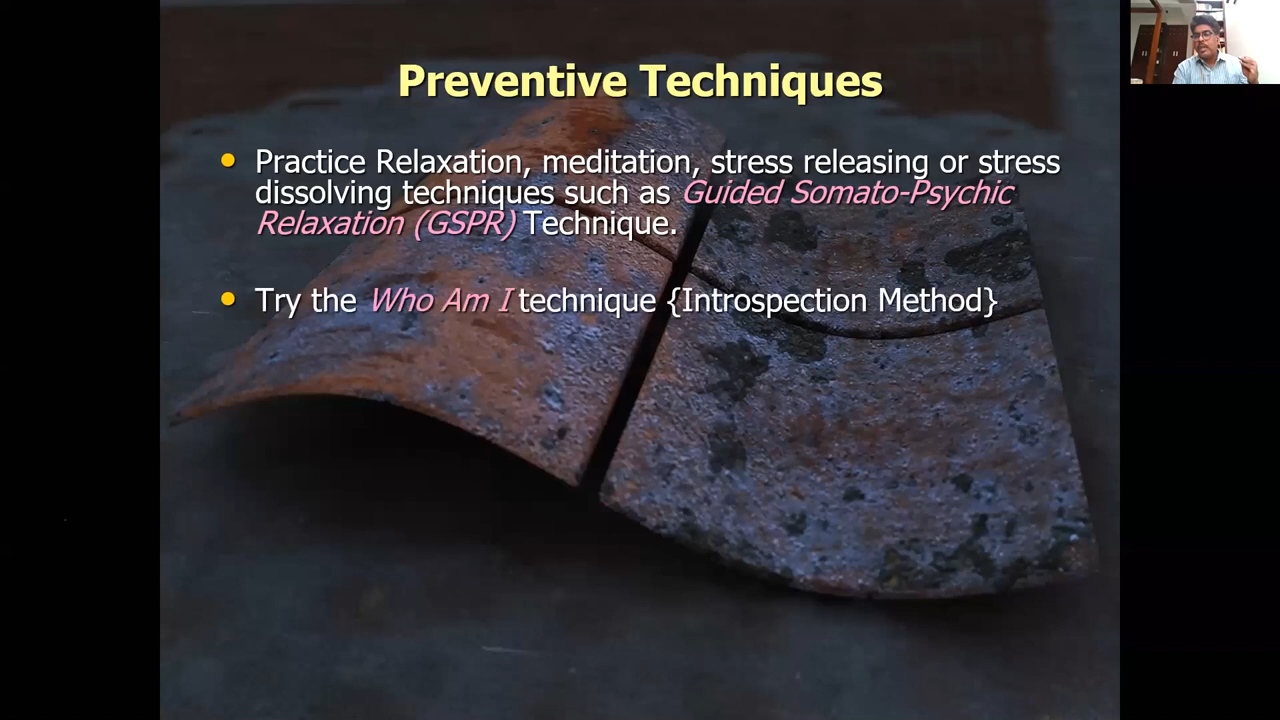 Preventive Techniques
Practice Relaxation, meditation, stress releasing or stress
dissolving techniques such as Guided Somato-Psychic
Relaxation (GSPR) Technique.
Try the Who Am I technique {Introspection Method}